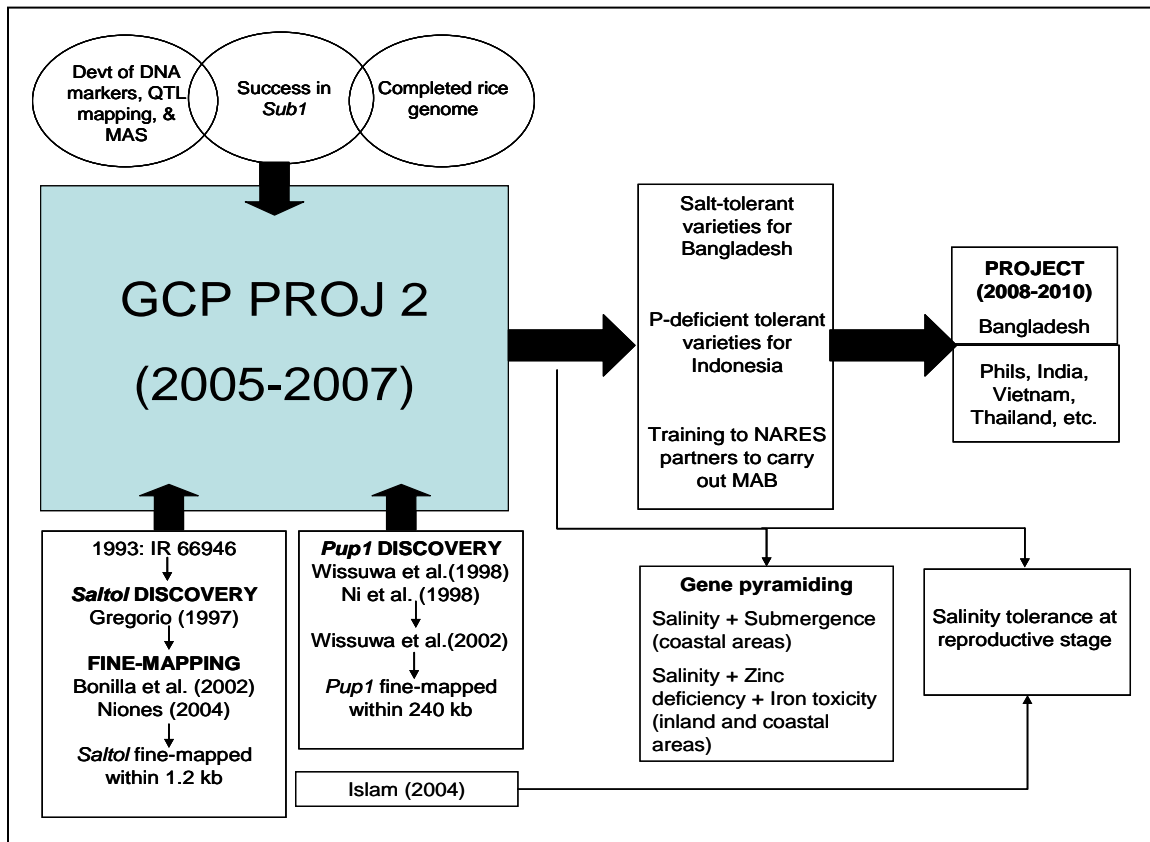 Devt of DNA
markers, QTL
mapping, &
MAS
Success in
Sub1
Completed rice
genome
GCP PROJ 2
(2005-2007)
Salt-tolerant
varieties for
Bangladesh
P-deficient tolerant
varieties for
Indonesia
Training to NARES
partners to carry
out MAB
PROJECT
(2008-2010)
Bangladesh
Phils, India,
Vietnam,
Thailand, etc.
1993: IR 66946
Saltol DISCOVERY
Gregorio (1997)
FINE-MAPPING
Bonilla et al. (2002)
Niones (2004)
Saltol fine-mapped
within 1.2 kb
Pup1 DISCOVERY
Wissuwa et al.(1998)
Ni et al. (1998)
Wissuwa et al.(2002)
Pup1 fine-mapped
within 240 kb
Islam (2004)
Gene pyramiding
Salinity + Submergence
(coastal areas)
Salinity + Zinc
deficiency + Iron toxicity
(inland and coastal
areas)
Salinity tolerance at
reproductive stage